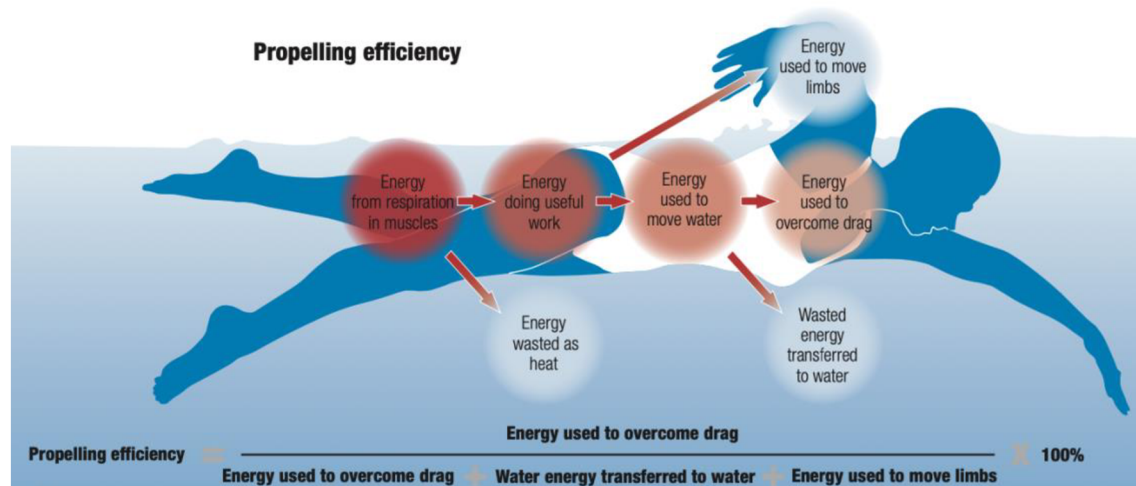 Propelling efficiency
Energy
used to move
limbs
Energy
from respiration
in muscles
Energy
doing useful
work
Energy
used to
move water
Energy
used to
overcome drag
Energy
wasted as
heat
Wasted
energy
transferred
to water
Energy used to overcome drag
Propelling efficiency = x 100%
Energy used to overcome drag + Water energy transferred to water + Energy used to move limbs